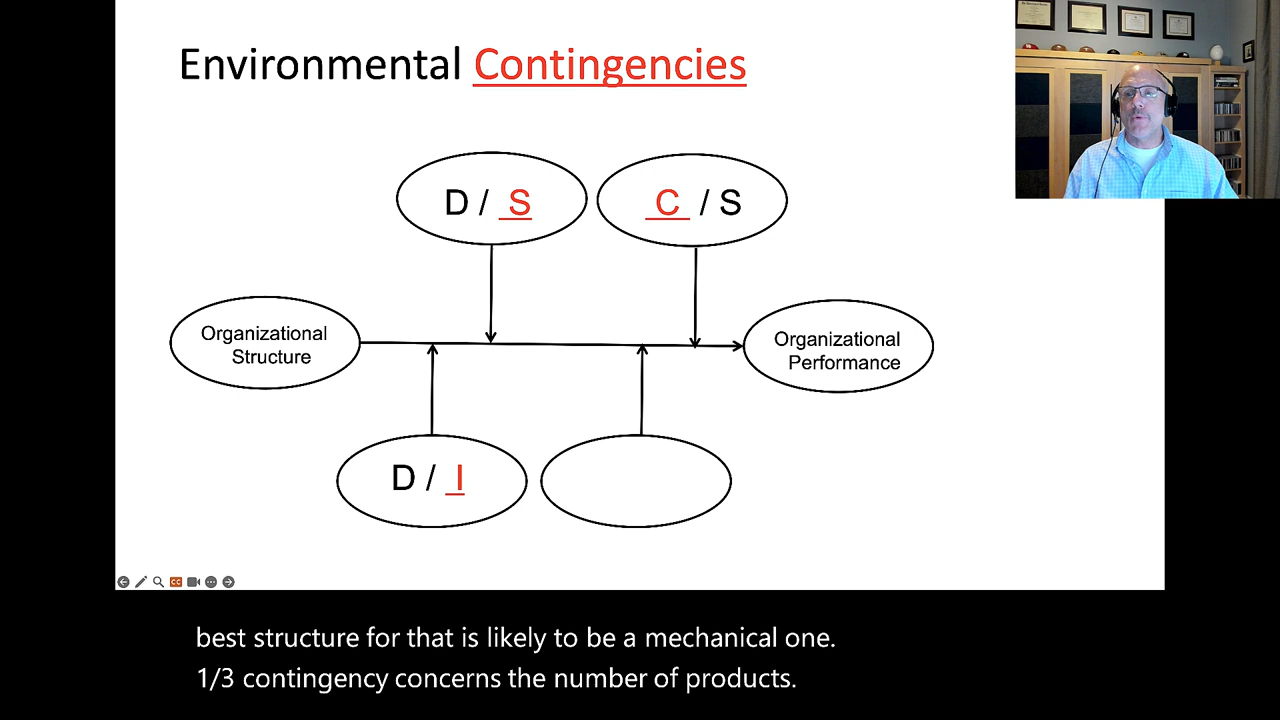 Environmental Contingencies
D / S
C / S
Organizational
Structure
Organizational
Performance
D / I
CC
best structure for that is likely to be a mechanical one.
1/3 contingency concerns the number of products.